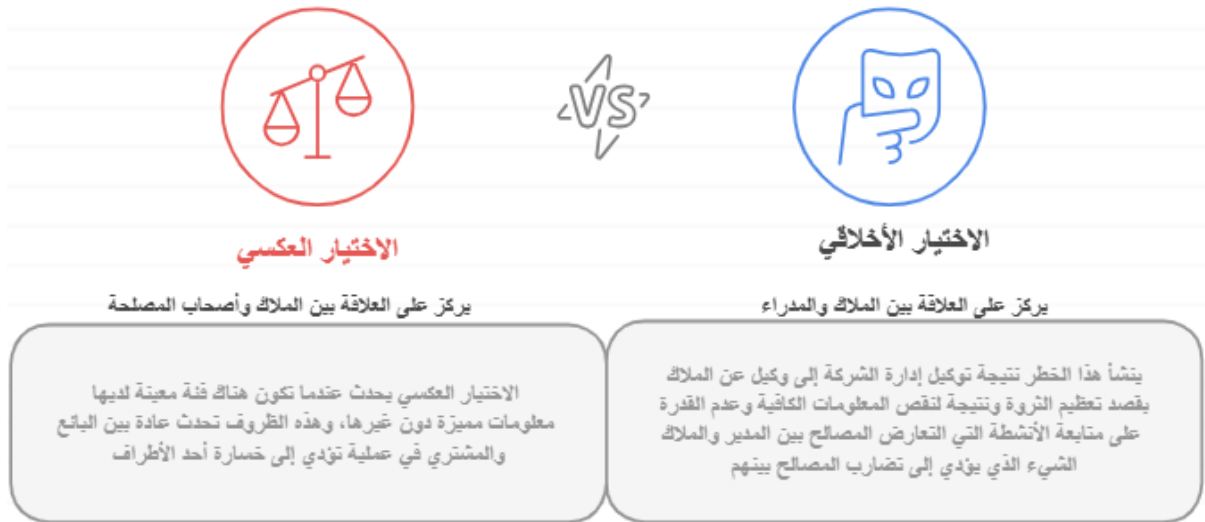 VS
الاختيار الأخلاقي
يركز على العلاقة بين الملاك والمدراء
ينشأ هذا الخطر نتيجة توكيل إدارة الشركة إلى وكيل عن الملاك
بقصد تعظيم الثروة ونتيجة لنقص المعلومات الكافية وعدم القدرة
على متابعة الأنشطة التي التعارض المصالح بين المدير والملاك
الشيء الذي يؤدي إلى تضارب المصالح بينهم
الاختيار العكسي
يركز على العلاقة بين الملاك وأصحاب المصلحة
الاختيار العكسي يحدث عندما تكون هناك فئة معينة لديها
معلومات مميزة دون غيرها، وهذه الظروف تحدث عادة بين البائع
والمشتري في عملية تؤدي إلى خسارة أحد الأطراف